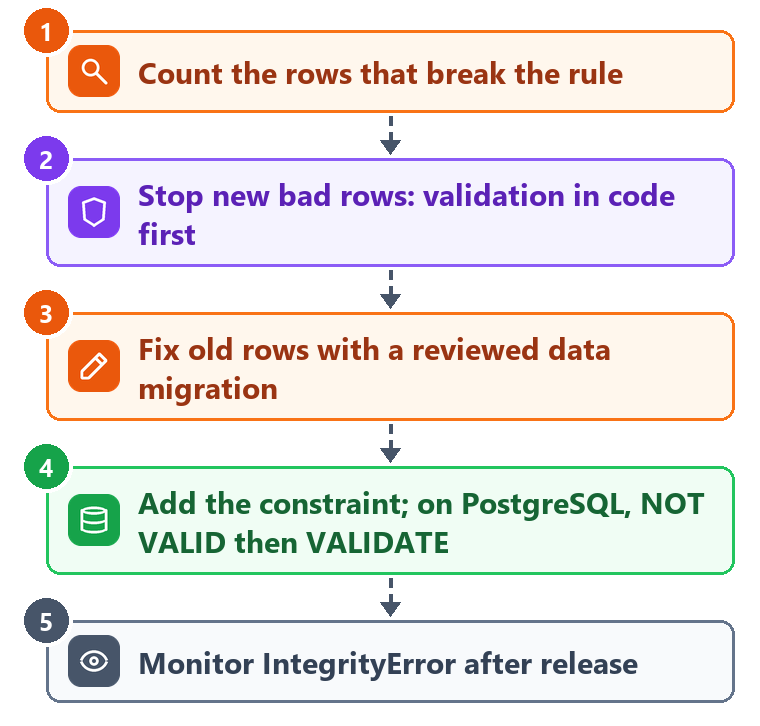 1
Count the rows that break the rule
2
Stop new bad rows: validation in code
first
3
Fix old rows with a reviewed data
migration
4
Add the constraint; on PostgreSQL, NOT
VALID then VALIDATE
5
Monitor IntegrityError after release